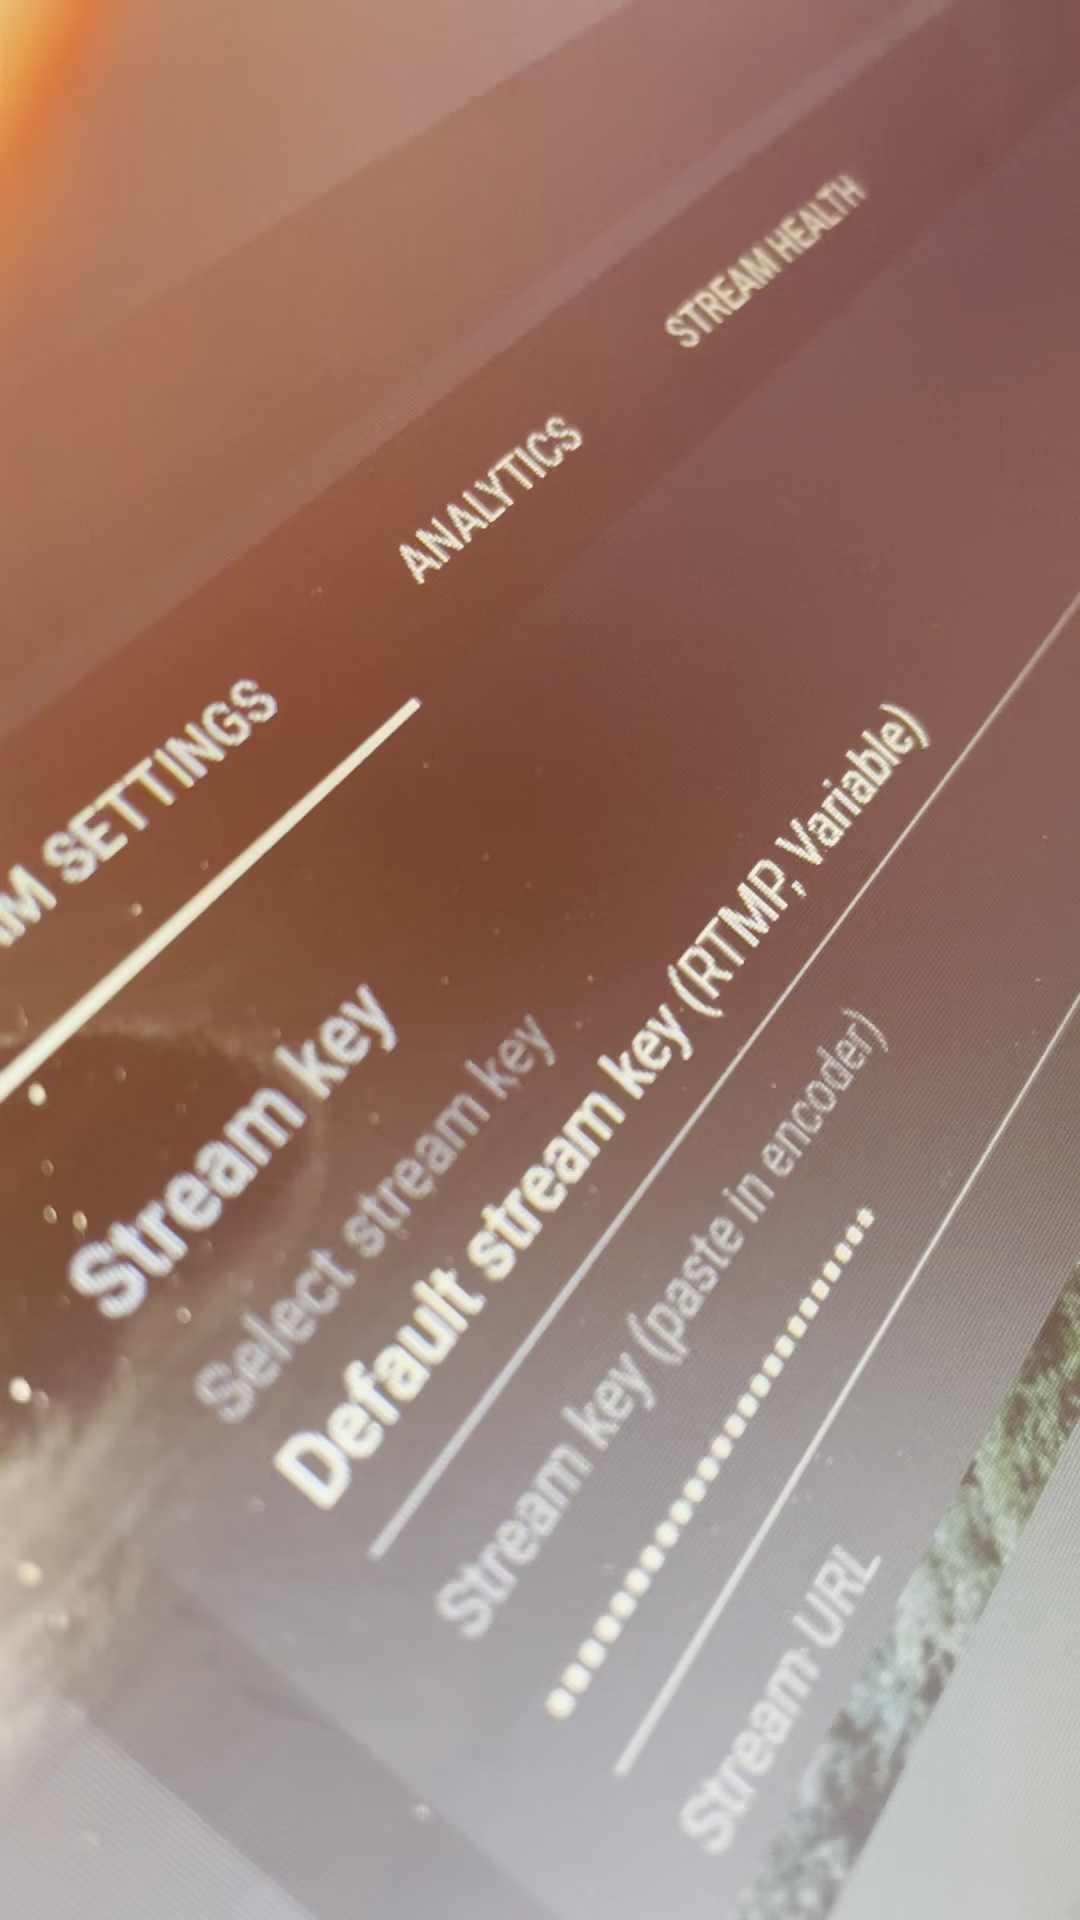 AM SETTINGS ANALYTICS STREAM HEALTH
Stream key
Select stream key
Default stream key (RTMP, Variable)
Stream key (paste in encoder)
Stream URL